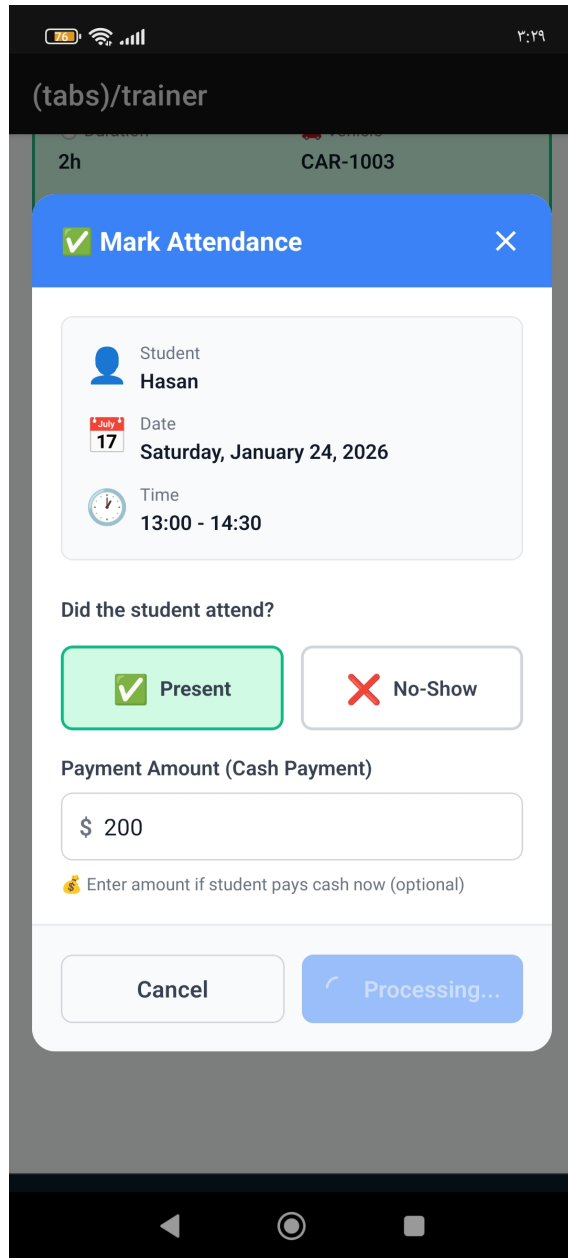 76
٣:٢٩
(tabs)/trainer
Duration Vehicle
2h CAR-1003
Mark Attendance
Student
Hasan
July
17
Date
Saturday, January 24, 2026
Time
13:00 - 14:30
Did the student attend?
Present No-Show
Payment Amount (Cash Payment)
$ 200
Enter amount if student pays cash now (optional)
Cancel Processing...